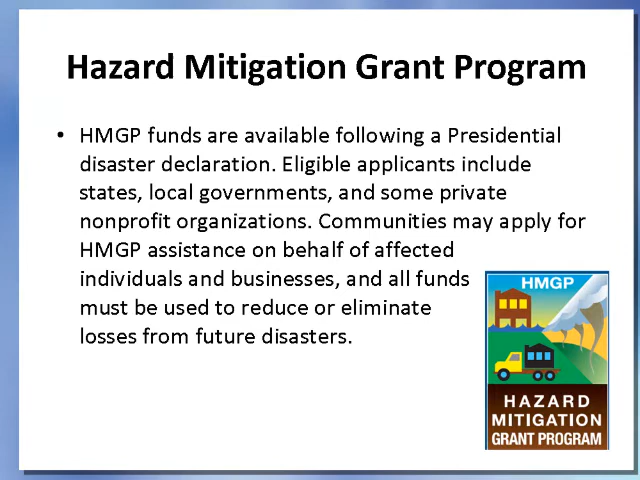 Hazard Mitigation Grant Program
• HMGP funds are available following a Presidential
disaster declaration. Eligible applicants include
states, local governments, and some private
nonprofit organizations. Communities may apply for
HMGP assistance on behalf of affected
individuals and businesses, and all funds
must be used to reduce or eliminate
losses from future disasters.
HMGP
HAZARD
MITIGATION
GRANT PROGRAM